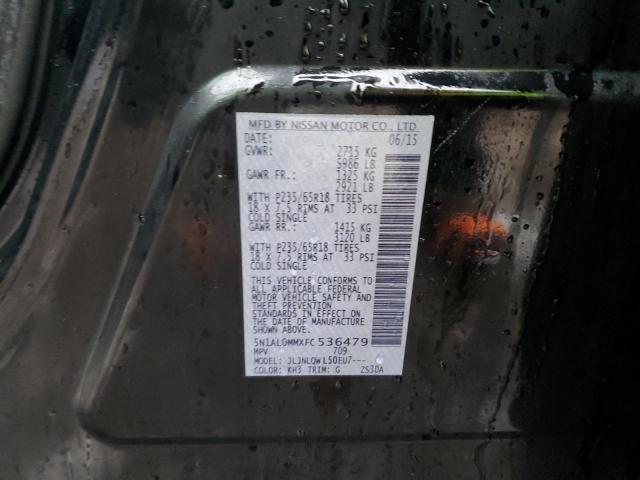 MFD BY NISSAN MOTOR CO., LTD.
DATE: 06/15
GVWR: 2715 KG
5986 LB
GAWR FR.: 1325 KG
2921 LB
WITH P235/65R18 TIRES
18 X 7.5 RIMS AT 33 PSI
COLD SINGLE
GAWR RR.: 1415 KG
3120 LB
WITH P235/65R18 TIRES
18 X 7.5 RIMS AT 33 PSI
COLD SINGLE
THIS VEHICLE CONFORMS TO
ALL APPLICABLE FEDERAL
MOTOR VEHICLE SAFETY AND
THEFT PREVENTION
STANDARDS IN EFFECT ON
THE DATE OF MANUFACTURE
SHOWN ABOVE.
5N1AL0MMXFC536479
MPV 709
MODEL: JLJNLQWL50EU7---
COLOR: KH3 TRIM: G ZS30A